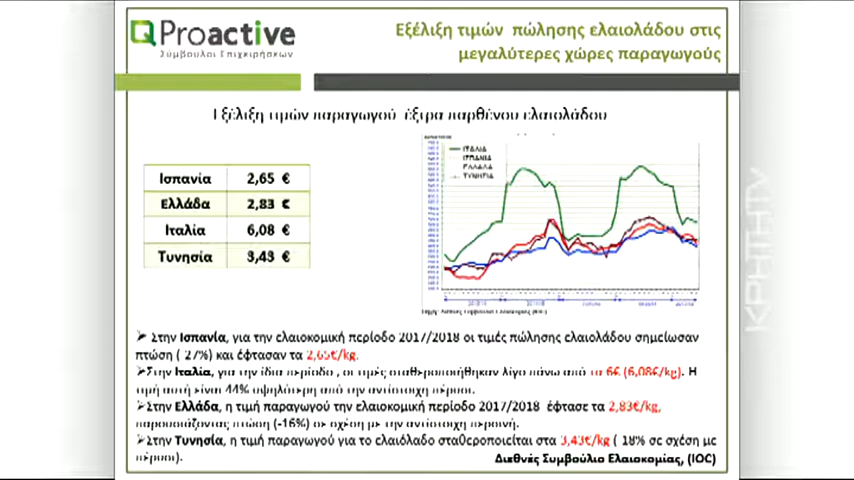 Proactive
Σύμβουλοι Επιχειρήσεων
Εξέλιξη τιμών πώλησης ελαιολάδου στις
μεγαλύτερες χώρες παραγωγούς
Εξέλιξη τιμών παραγωγού έξτρα παρθένου ελαιολάδου
Ισπανία 2,65 €
Ελλάδα 2,83 €
Ιταλία 6,08 €
Τυνησία 3,43 €
ΙΤΑΛΙΑ
ΙΣΠΑΝΙΑ
ΕΛΛΑΔΑ
ΤΥΝΗΣΙΑ
➢ Στην Ισπανία, για την ελαιοκομική περίοδο 2017/2018 οι τιμές πώλησης ελαιολάδου σημείωσαν
πτώση (-27%) και έφτασαν τα 2,65€/kg.
➢Στην Ιταλία, για την ίδια περίοδο, οι τιμές σταθεροποιήθηκαν λίγο πάνω από τα 6€ (6,08€/kg). Η
τιμή αυτή είναι 44% υψηλότερη από την αντίστοιχη πέρσι.
➢Στην Ελλάδα, η τιμή παραγωγού την ελαιοκομική περίοδο 2017/2018 έφτασε τα 2,83€/kg,
παρουσιάζοντας πτώση (-16%) σε σχέση με την αντίστοιχη περσινή.
➢Στην Τυνησία, η τιμή παραγωγού για το ελαιόλαδο σταθεροποιείται στα 3,43€/kg (-18% σε σχέση με
πέρσι).
Διεθνές Συμβούλιο Ελαιοκομίας, (IOC)
ΚΡΗΤΗTV